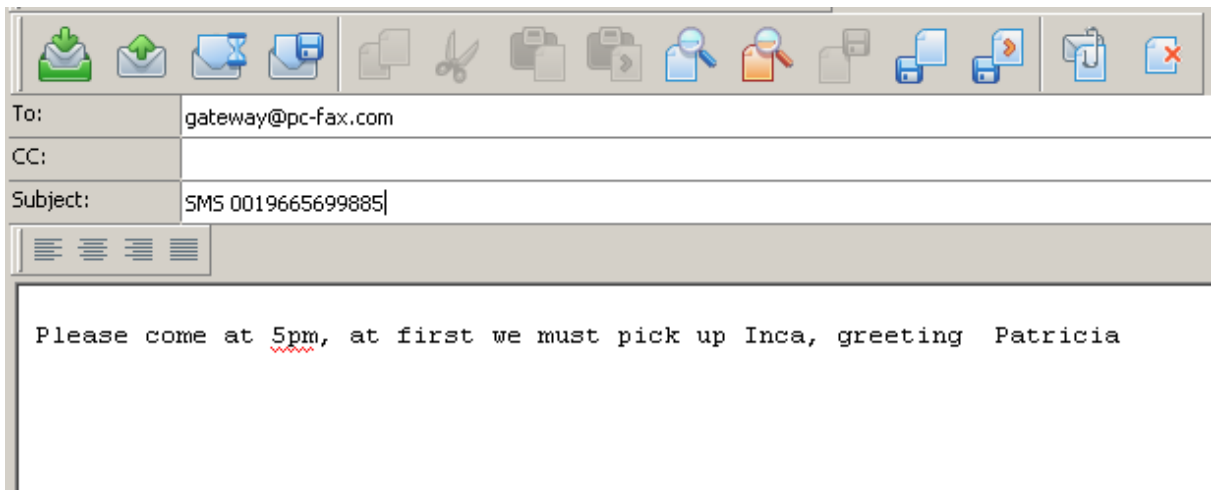 To: gateway@pc-fax.com
CC:
Subject: SMS 0019665699885
Please come at 5pm, at first we must pick up Inca, greeting  Patricia